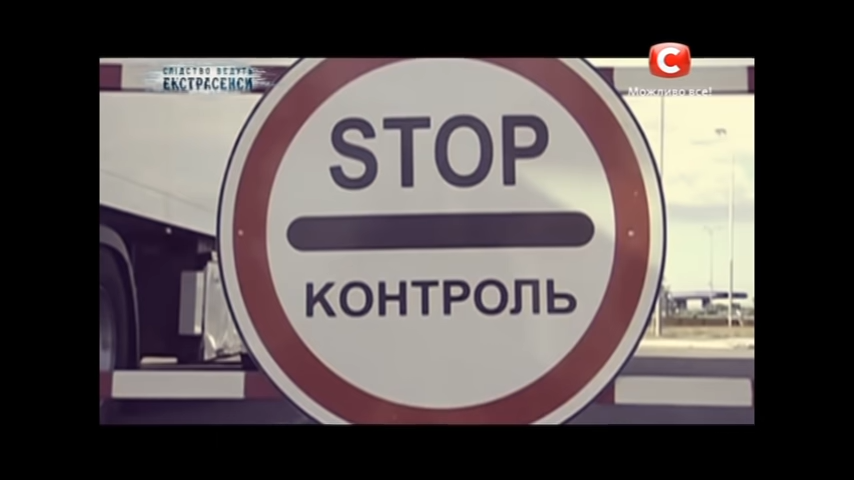 СЛІДСТВО ВЕДУТЬ
ЕКСТРАСЕНСИ
С
Можливо все!
STOP
КОНТРОЛЬ